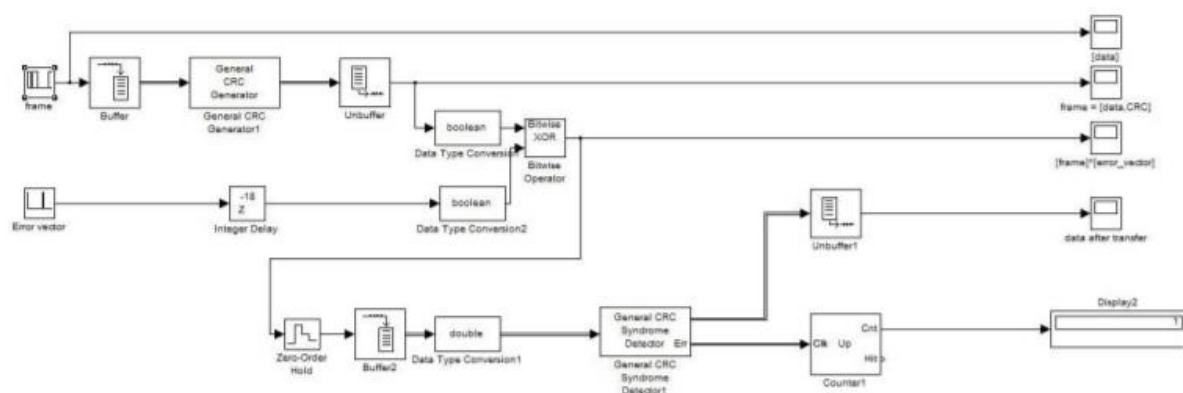 [data]
frame
Buffer
General
CRC
Generator
General CRC
Generator1
Unbuffer
frame = [data,CRC]
boolean
Data Type Conversion
Bitwise
XOR
Bitwise
Operator
[frame]^[error_vector]
Error vector
-18
Z
Integer Delay
boolean
Data Type Conversion2
Unbuffer1
data after transfer
Zero-Order
Hold
Buffer2
double
Data Type Conversion1
General CRC
Syndrome
Detector Err
General CRC
Syndrome
Detector1
Cnt
Clk Up
Hit
Counter1
Display2
1